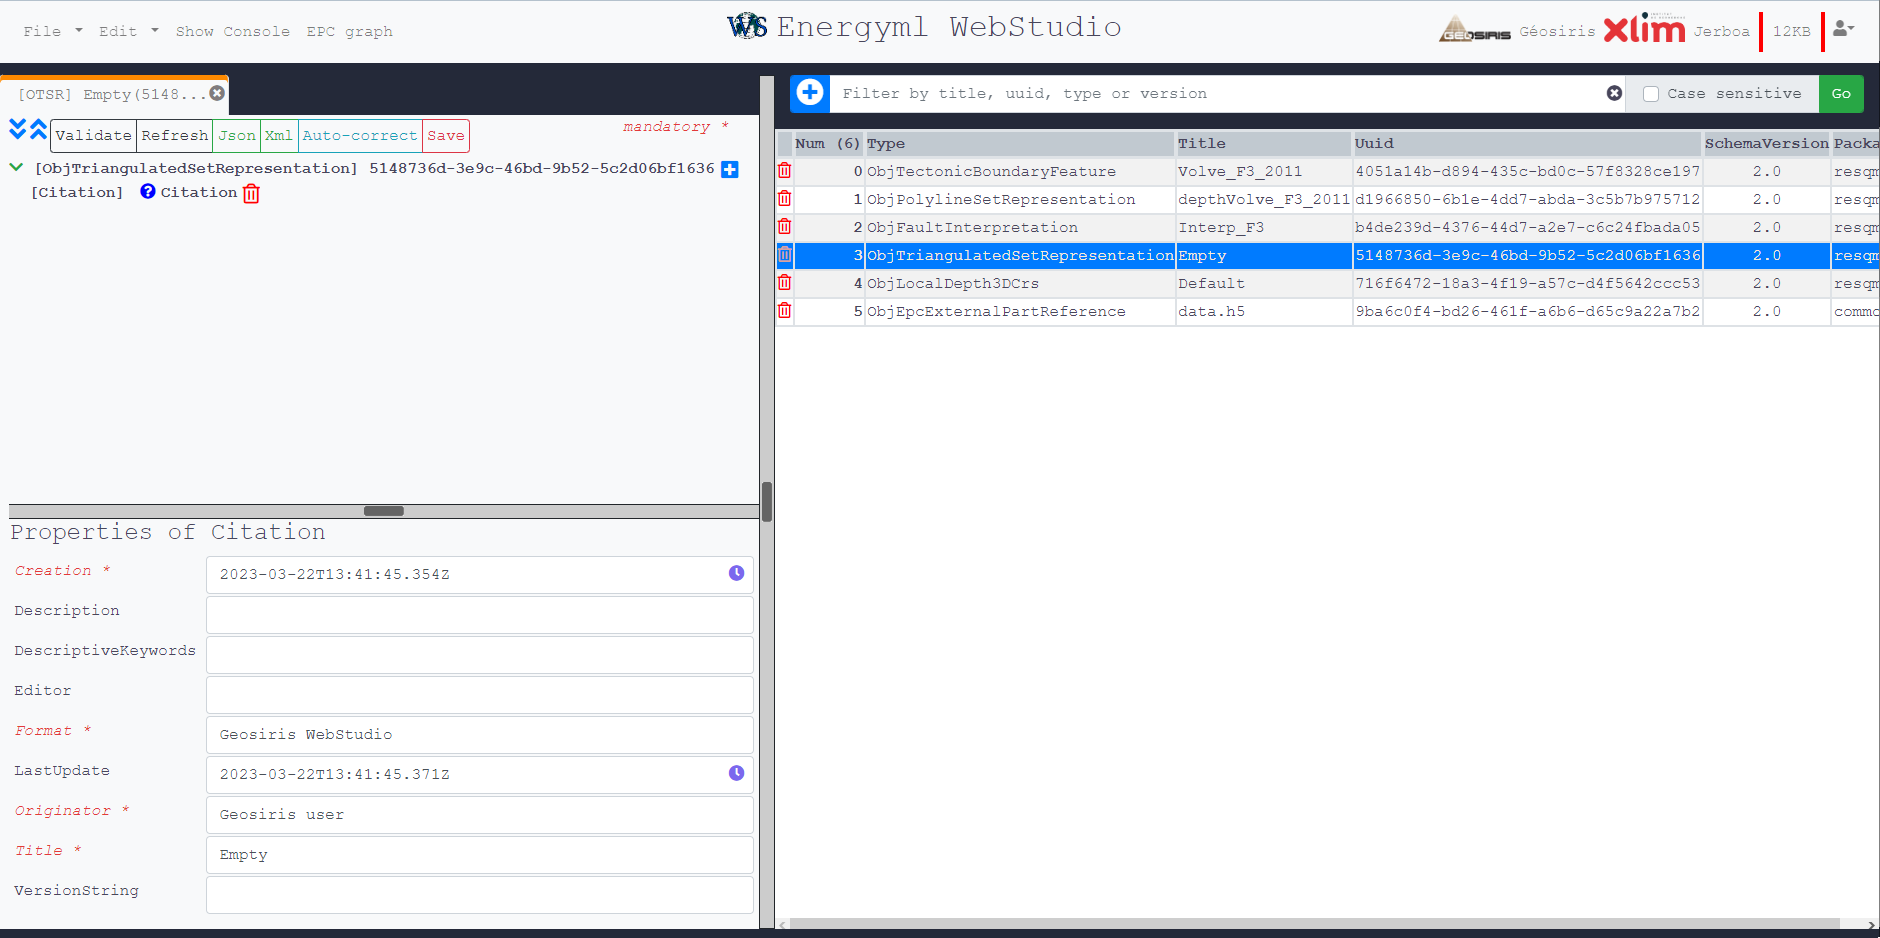 File Edit Show Console EPC graph
WS Energyml WebStudio
GEOSIRIS Géosiris Xlim Jerboa 12KB
[OTSR] Empty(5148...
Filter by title, uuid, type or version
Case sensitive Go
Validate Refresh Json Xml Auto-correct Save
mandatory *
[ObjTriangulatedSetRepresentation] 5148736d-3e9c-46bd-9b52-5c2d06bf1636
[Citation] ? Citation
Num (6) Type Title Uuid SchemaVersion Packa
0 ObjTectonicBoundaryFeature Volve_F3_2011 4051a14b-d894-435c-bd0c-57f8328ce197 2.0 resqm
1 ObjPolylineSetRepresentation depthVolve_F3_2011 d1966850-6b1e-4dd7-abda-3c5b7b975712 2.0 resqm
2 ObjFaultInterpretation Interp_F3 b4de239d-4376-44d7-a2e7-c6c24fbada05 2.0 resqm
3 ObjTriangulatedSetRepresentation Empty 5148736d-3e9c-46bd-9b52-5c2d06bf1636 2.0 resqm
4 ObjLocalDepth3DCrs Default 716f6472-18a3-4f19-a57c-d4f5642ccc53 2.0 resqm
5 ObjEpcExternalPartReference data.h5 9ba6c0f4-bd26-461f-a6b6-d65c9a22a7b2 2.0 commo
Properties of Citation
Creation * 2023-03-22T13:41:45.354Z
Description
DescriptiveKeywords
Editor
Format * Geosiris WebStudio
LastUpdate 2023-03-22T13:41:45.371Z
Originator * Geosiris user
Title * Empty
VersionString